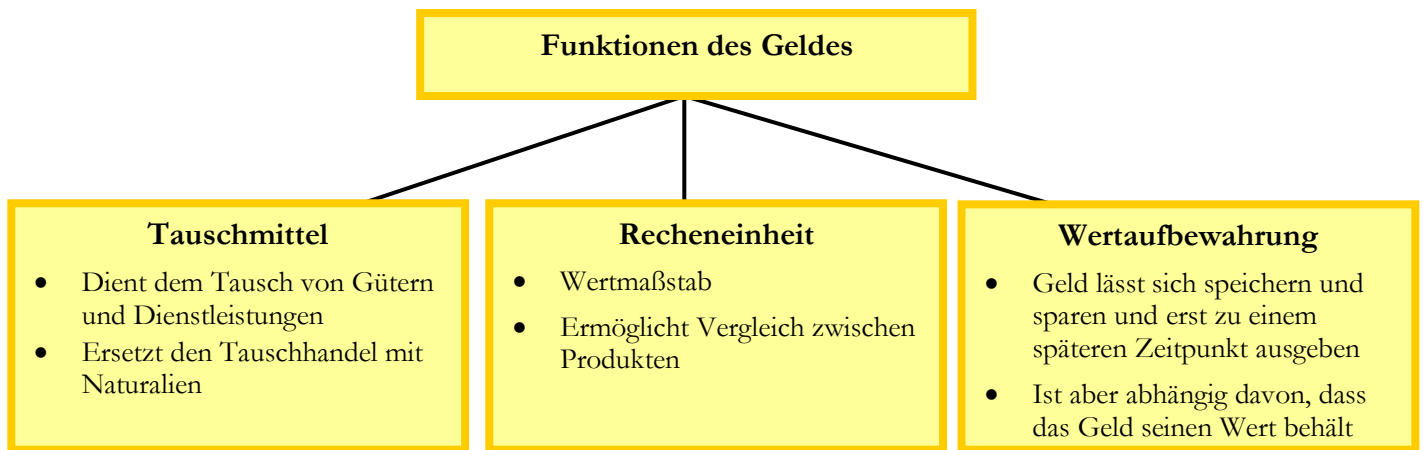 Funktionen des Geldes
Tauschmittel
• Dient dem Tausch von Gütern
und Dienstleistungen
• Ersetzt den Tauschhandel mit
Naturalien
Recheneinheit
• Wertmaßstab
• Ermöglicht Vergleich zwischen
Produkten
Wertaufbewahrung
• Geld lässt sich speichern und
sparen und erst zu einem
späteren Zeitpunkt ausgeben
• Ist aber abhängig davon, dass
das Geld seinen Wert behält